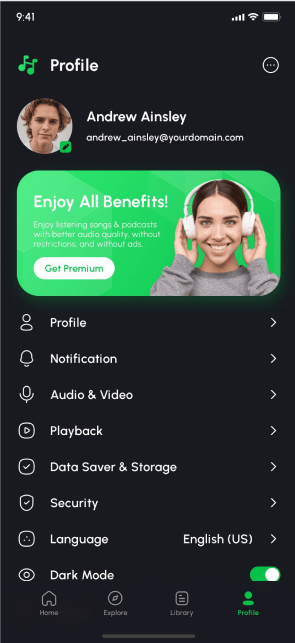 9:41
Profile
Andrew Ainsley
andrew_ainsley@yourdomain.com
Enjoy All Benefits!
Enjoy listening songs & podcasts
with better audio quality, without
restrictions, and without ads.
Get Premium
Profile
Notification
Audio & Video
Playback
Data Saver & Storage
Security
Language English (US)
Dark Mode
Home Explore Library Profile